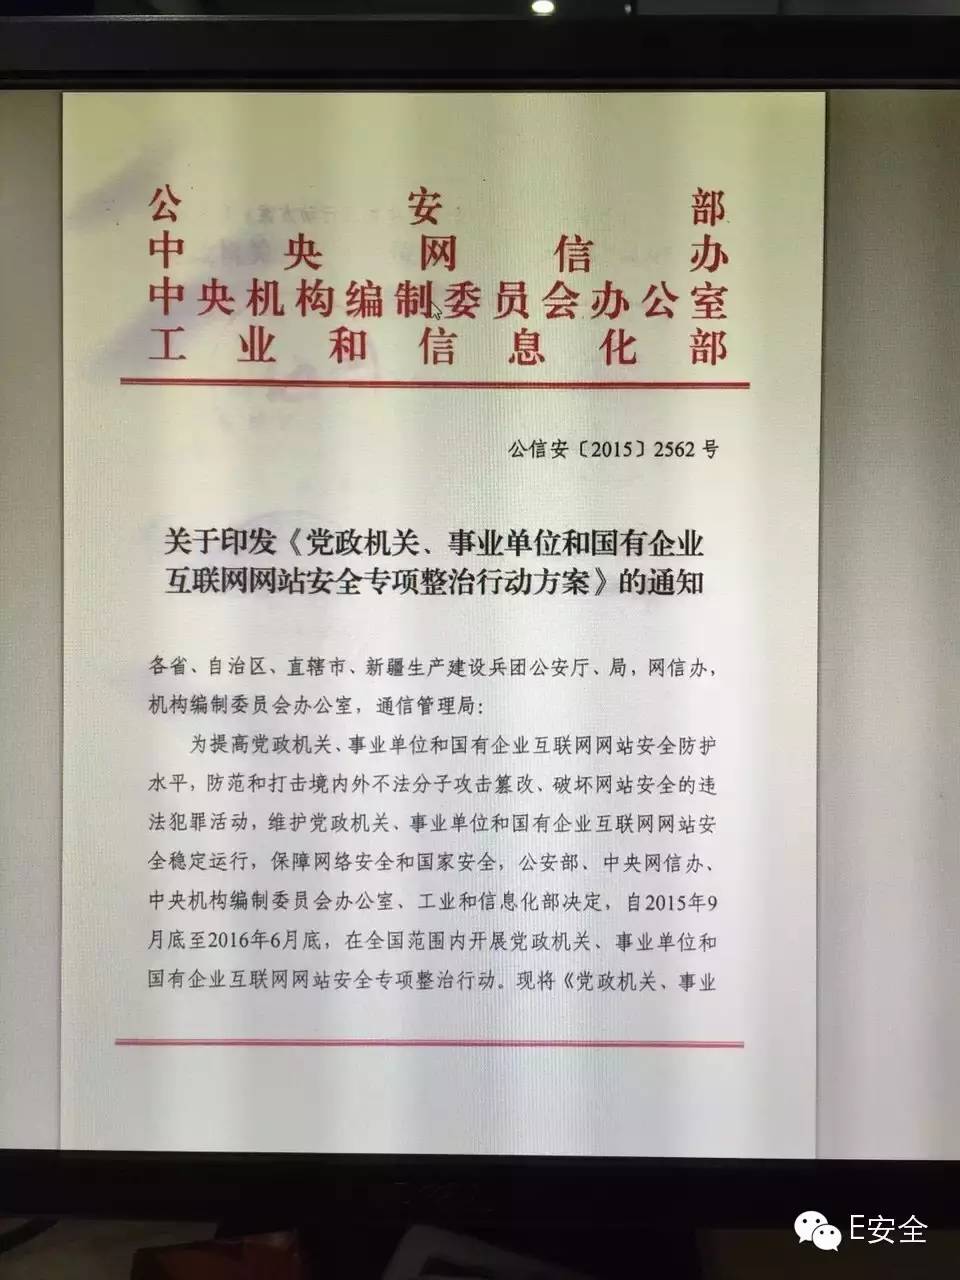 公安部
中央网信办
中央机构编制委员会办公室
工业和信息化部
公信安〔2015〕2562号
关于印发《党政机关、事业单位和国有企业
互联网网站安全专项整治行动方案》的通知
各省、自治区、直辖市、新疆生产建设兵团公安厅、局，网信办，
机构编制委员会办公室，通信管理局：
为提高党政机关、事业单位和国有企业互联网网站安全防护
水平，防范和打击境内外不法分子攻击篡改、破坏网站安全的违
法犯罪活动，维护党政机关、事业单位和国有企业互联网网站安
全稳定运行，保障网络安全和国家安全，公安部、中央网信办、
中央机构编制委员会办公室、工业和信息化部决定，自2015年9
月底至2016年6月底，在全国范围内开展党政机关、事业单位和
国有企业互联网网站安全专项整治行动。现将《党政机关、事业
E安全